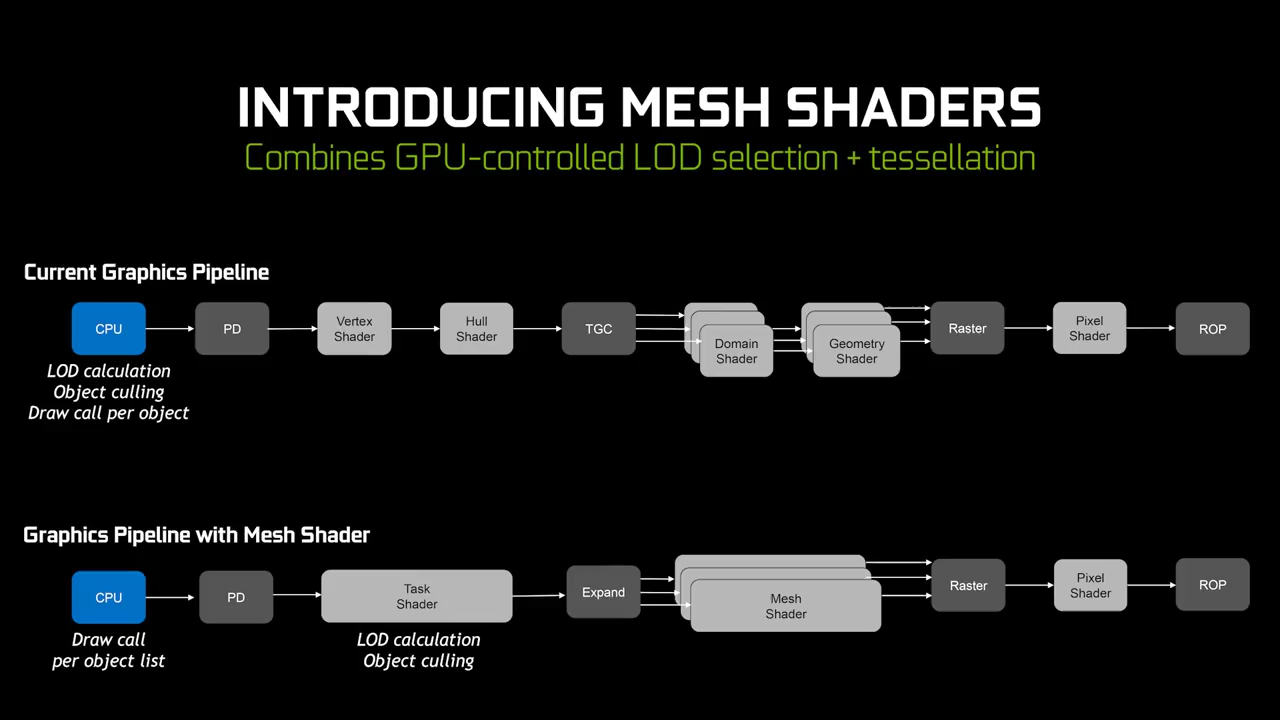 INTRODUCING MESH SHADERS
Combines GPU-controlled LOD selection + tessellation
Current Graphics Pipeline
CPU
PD
Vertex
Shader
Hull
Shader
TGC
Domain
Shader
Geometry
Shader
Raster
Pixel
Shader
ROP
LOD calculation
Object culling
Draw call per object
Graphics Pipeline with Mesh Shader
CPU
PD
Task
Shader
Expand
Mesh
Shader
Raster
Pixel
Shader
ROP
Draw call
per object list
LOD calculation
Object culling